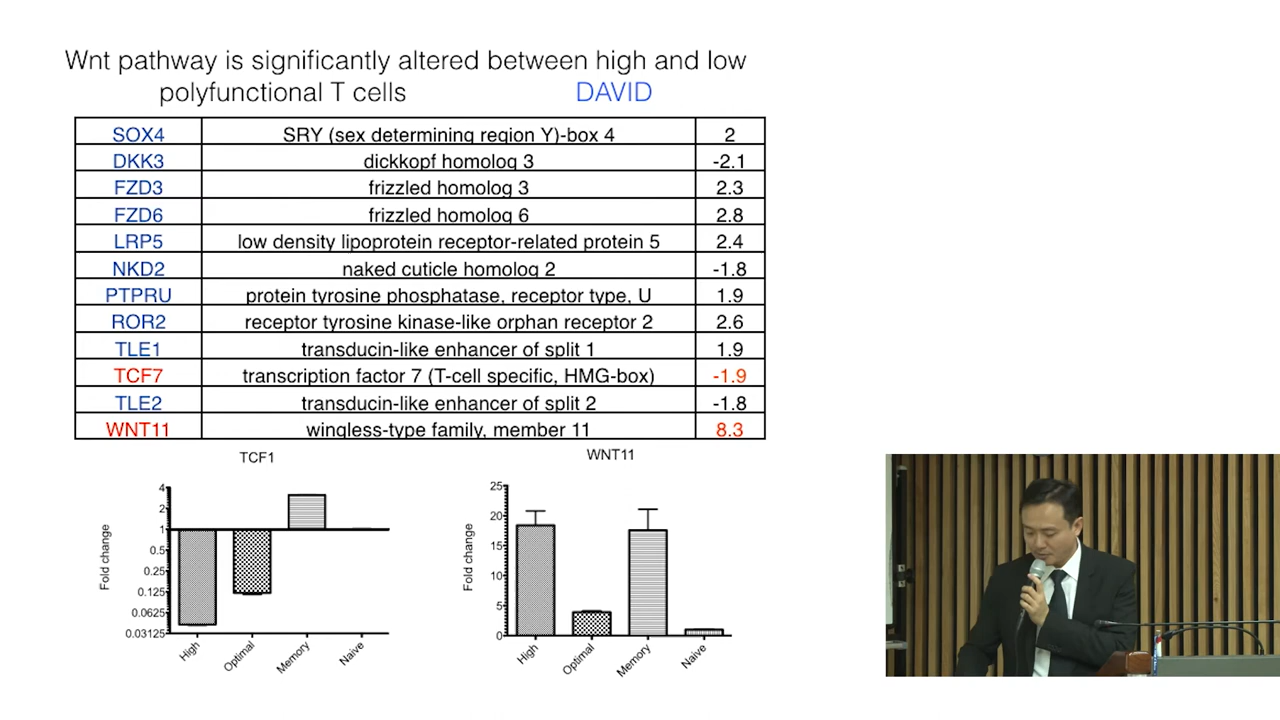 Wnt pathway is significantly altered between high and low
polyfunctional T cells DAVID
SOX4 SRY (sex determining region Y)-box 4 2
DKK3 dickkopf homolog 3 -2.1
FZD3 frizzled homolog 3 2.3
FZD6 frizzled homolog 6 2.8
LRP5 low density lipoprotein receptor-related protein 5 2.4
NKD2 naked cuticle homolog 2 -1.8
PTPRU protein tyrosine phosphatase, receptor type, U 1.9
ROR2 receptor tyrosine kinase-like orphan receptor 2 2.6
TLE1 transducin-like enhancer of split 1 1.9
TCF7 transcription factor 7 (T-cell specific, HMG-box) -1.9
TLE2 transducin-like enhancer of split 2 -1.8
WNT11 wingless-type family, member 11 8.3
TCF1
Fold change
4
2
1
0.5
0.25
0.125
0.0625
0.03125
High Optimal Memory Naive
WNT11
Fold change
25
20
15
10
5
0
High Optimal Memory Naive